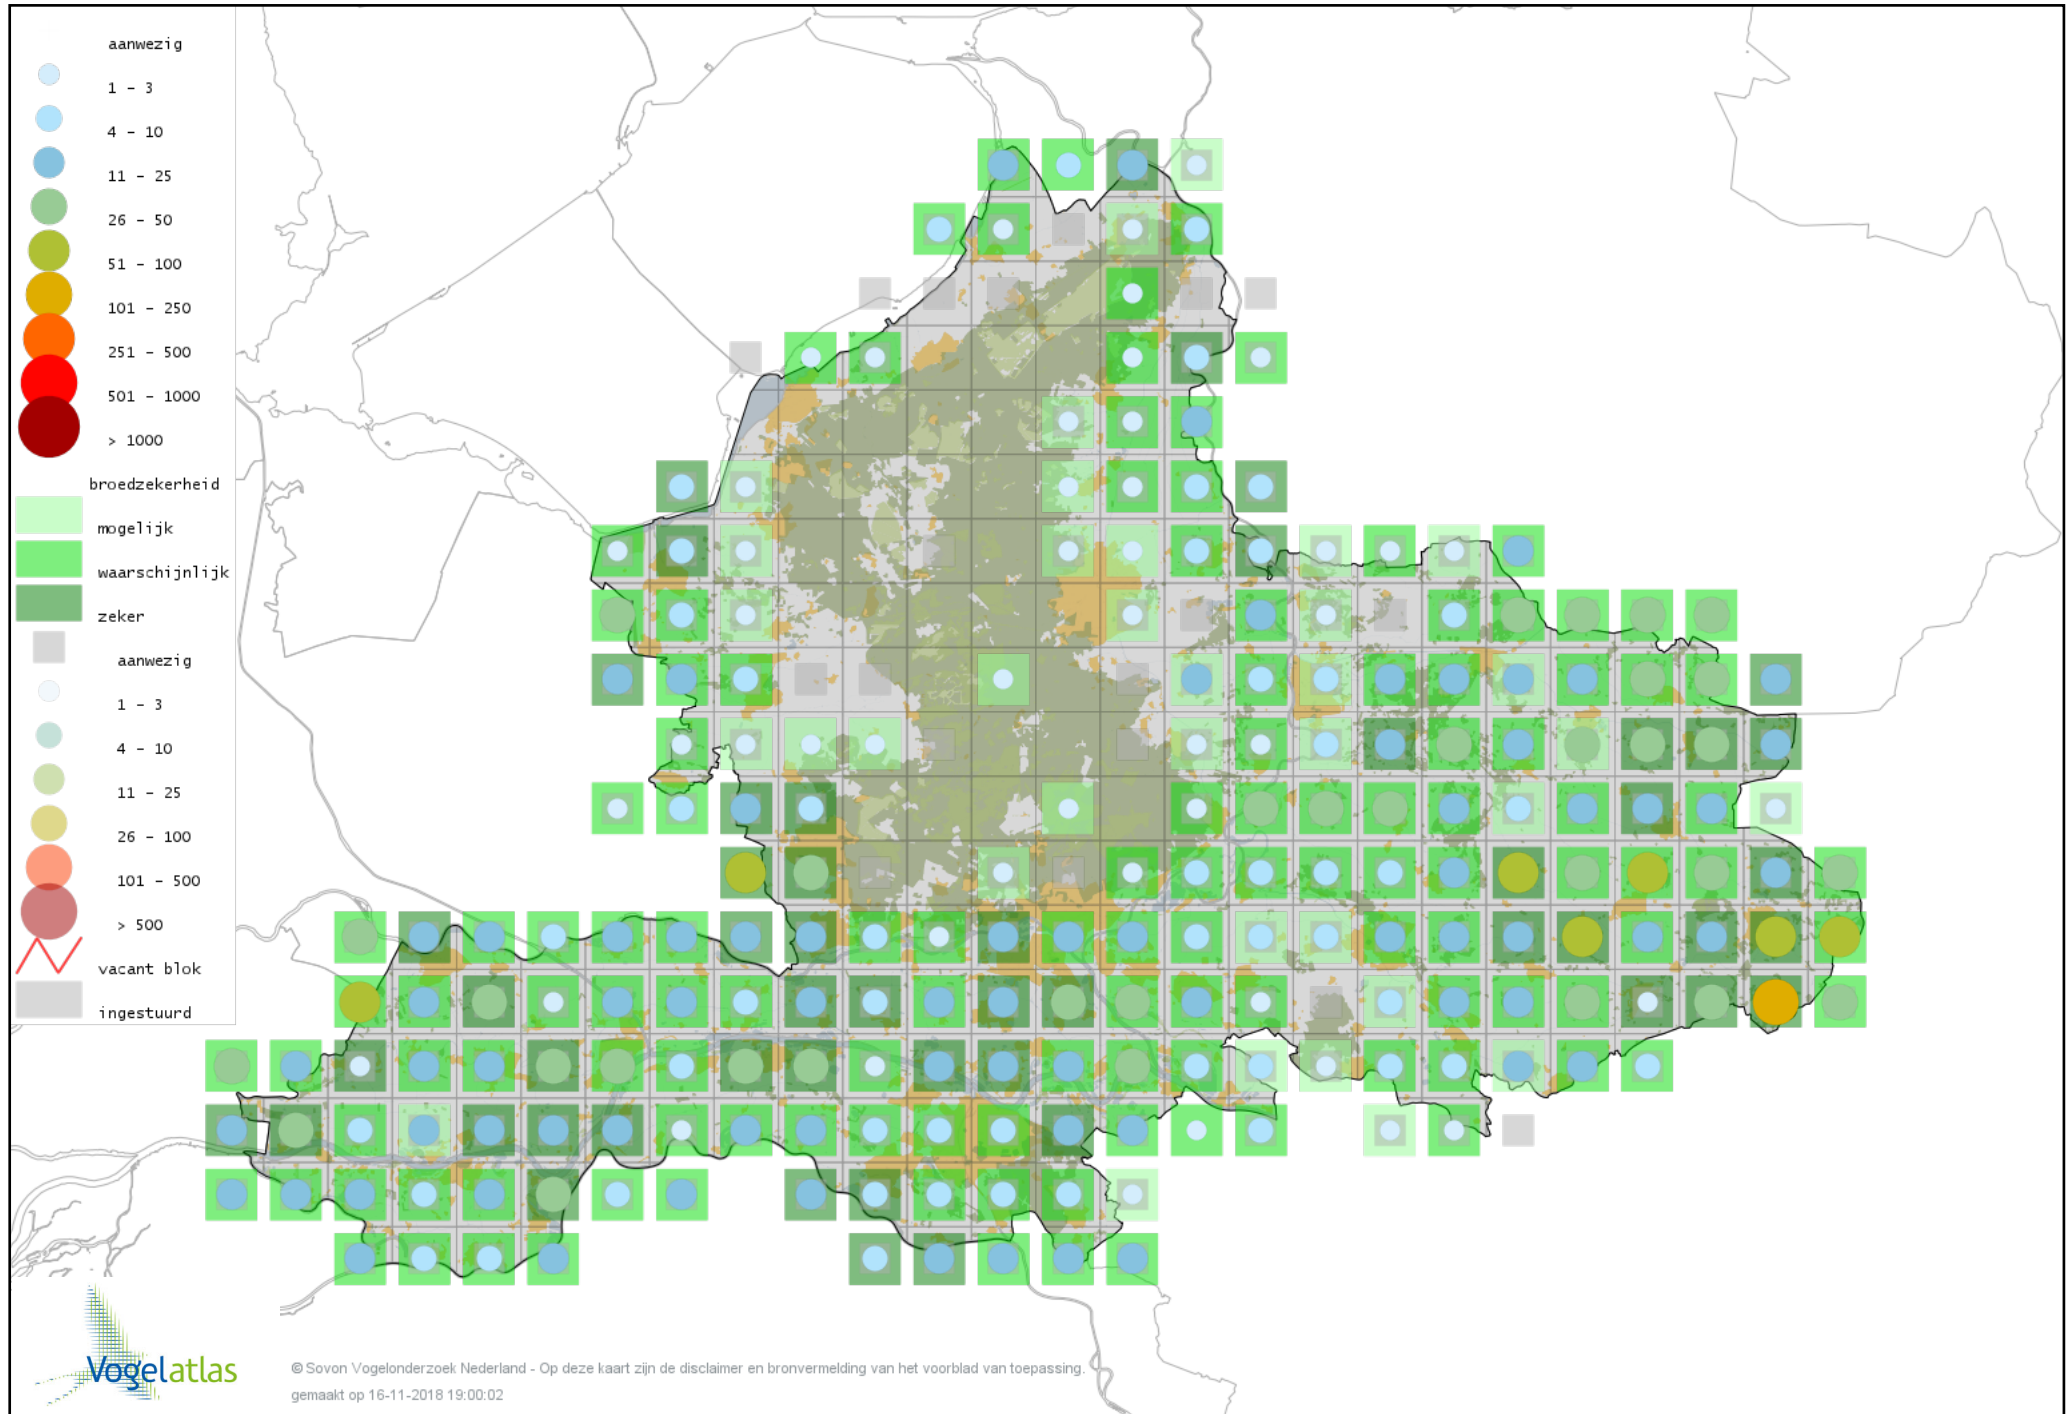 aanwezig
1 - 3
4 - 10
11 - 25
26 - 50
51 - 100
101 - 250
251 - 500
501 - 1000
> 1000
broedzekerheid
mogelijk
waarschijnlijk
zeker
aanwezig
1 - 3
4 - 10
11 - 25
26 - 100
101 - 500
> 500
vacant blok
ingestuurd
Vogelatlas
© Sovon Vogelonderzoek Nederland - Op deze kaart zijn de disclaimer en bronvermelding van het voorblad van toepassing.
gemaakt op 16-11-2018 19:00:02